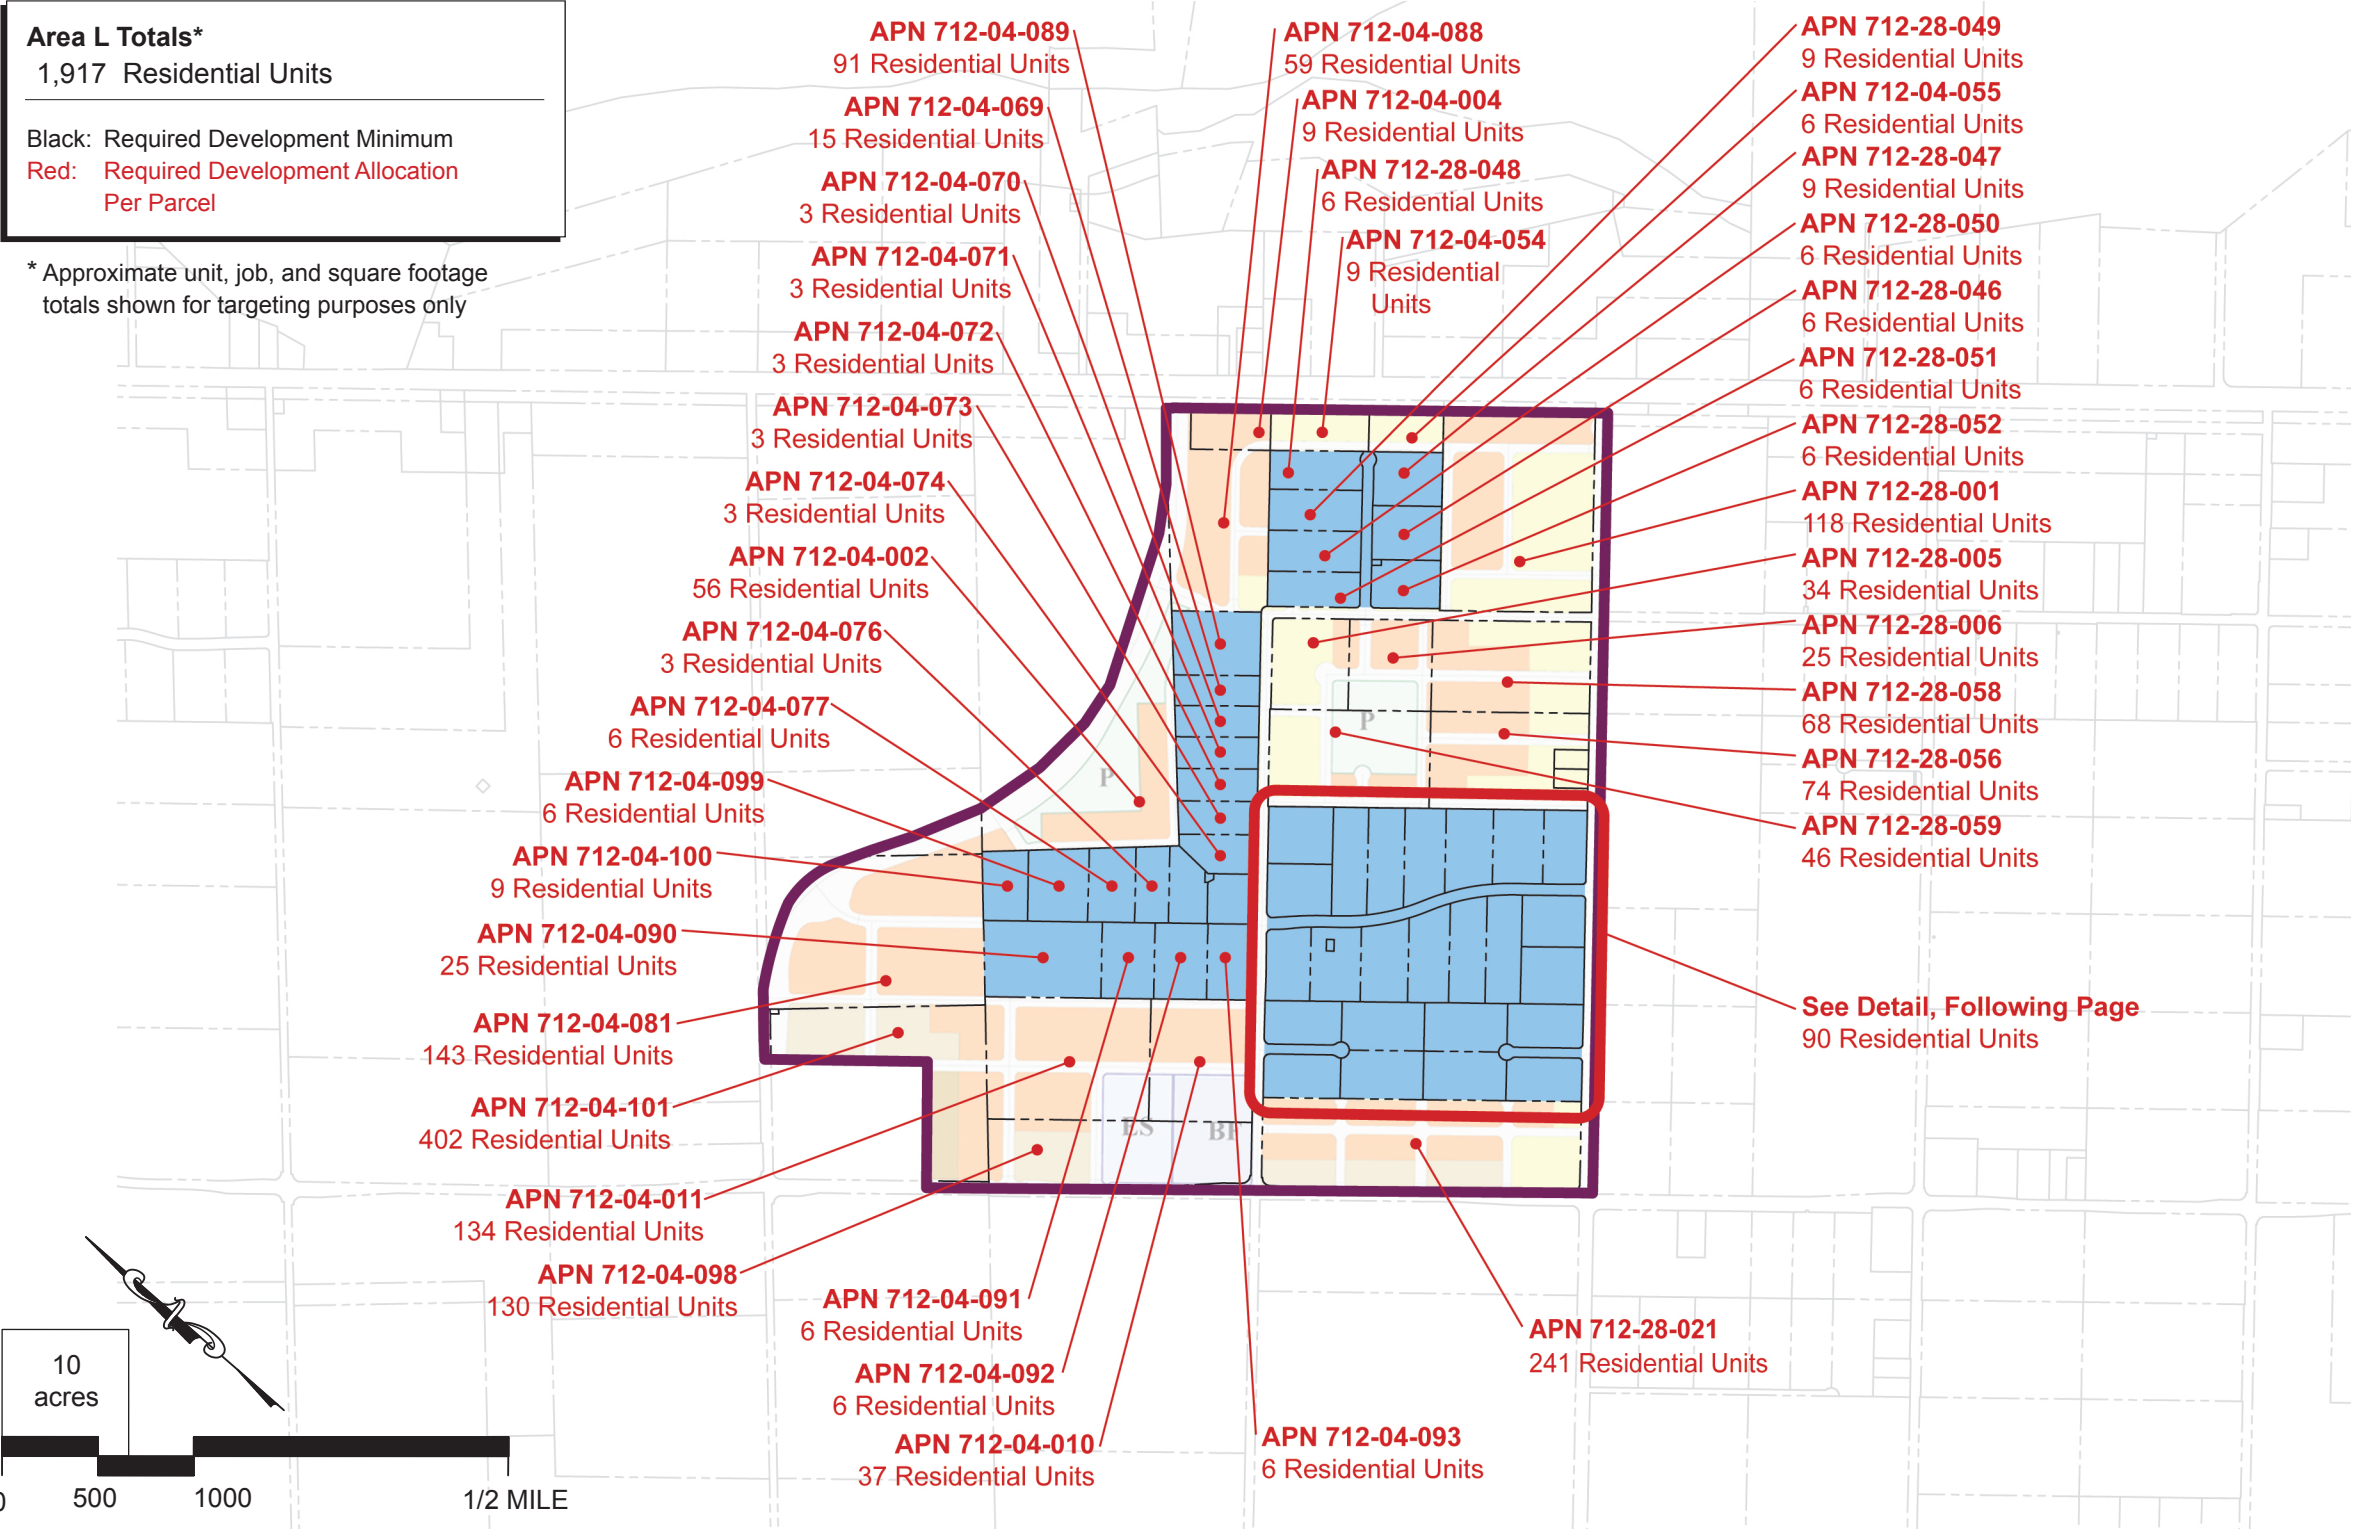 Area L Totals*
1,917 Residential Units
Black: Required Development Minimum
Red: Required Development Allocation
Per Parcel
* Approximate unit, job, and square footage
totals shown for targeting purposes only
APN 712-04-089
91 Residential Units
APN 712-04-069
15 Residential Units
APN 712-04-070
3 Residential Units
APN 712-04-071
3 Residential Units
APN 712-04-072
3 Residential Units
APN 712-04-073
3 Residential Units
APN 712-04-074
3 Residential Units
APN 712-04-002
56 Residential Units
APN 712-04-076
3 Residential Units
APN 712-04-077
6 Residential Units
APN 712-04-099
6 Residential Units
APN 712-04-100
9 Residential Units
APN 712-04-090
25 Residential Units
APN 712-04-081
143 Residential Units
APN 712-04-101
402 Residential Units
APN 712-04-011
134 Residential Units
APN 712-04-098
130 Residential Units
APN 712-04-091
6 Residential Units
APN 712-04-092
6 Residential Units
APN 712-04-010
37 Residential Units
APN 712-04-093
6 Residential Units
APN 712-28-021
241 Residential Units
APN 712-04-088
59 Residential Units
APN 712-04-004
9 Residential Units
APN 712-28-048
6 Residential Units
APN 712-04-054
9 Residential
Units
APN 712-28-049
9 Residential Units
APN 712-04-055
6 Residential Units
APN 712-28-047
9 Residential Units
APN 712-28-050
6 Residential Units
APN 712-28-046
6 Residential Units
APN 712-28-051
6 Residential Units
APN 712-28-052
6 Residential Units
APN 712-28-001
118 Residential Units
APN 712-28-005
34 Residential Units
APN 712-28-006
25 Residential Units
APN 712-28-058
68 Residential Units
APN 712-28-056
74 Residential Units
APN 712-28-059
46 Residential Units
See Detail, Following Page
90 Residential Units
P
P
ES
BF
10
acres
0 500 1000 1/2 MILE